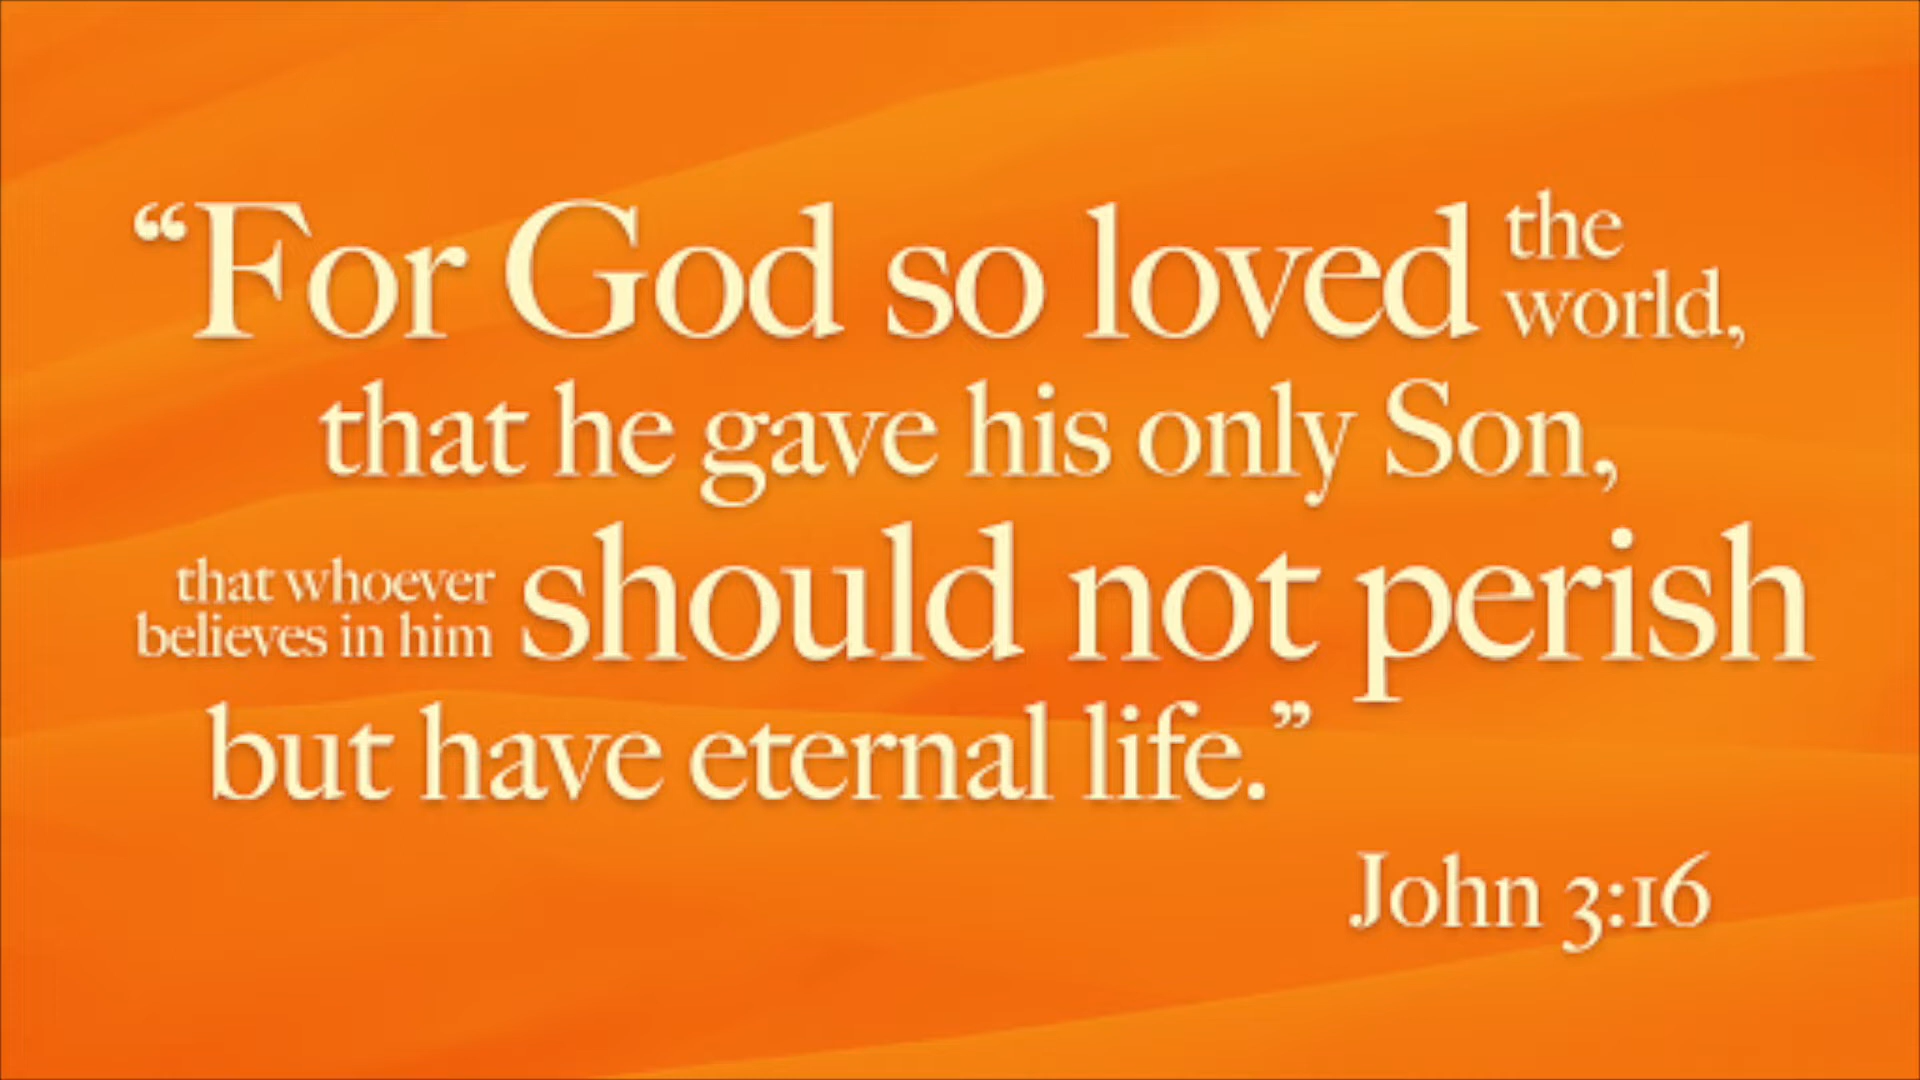 “For God so loved the world,
that he gave his only Son,
that whoever believes in him should not perish
but have eternal life.”
John 3:16